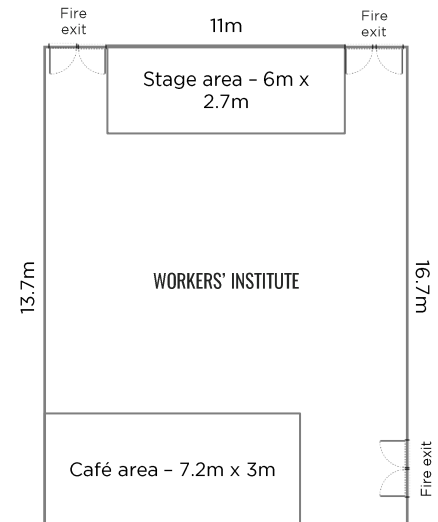 Fire
exit
11m
Fire
exit
Stage area – 6m x
2.7m
13.7m
WORKERS’ INSTITUTE
16.7m
Café area – 7.2m x 3m
Fire exit